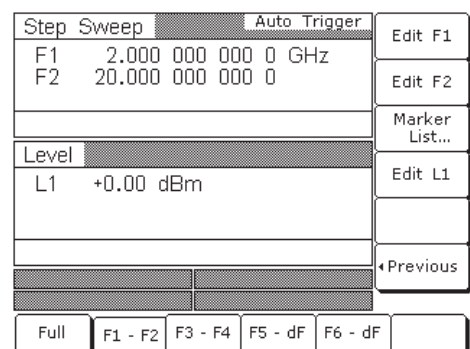 Step Sweep Auto Trigger
F1 2.000 000 000 0 GHz
F2 20.000 000 000 0
Level
L1 +0.00 dBm
Edit F1
Edit F2
Marker
List...
Edit L1
Previous
Full F1 - F2 F3 - F4 F5 - dF F6 - dF